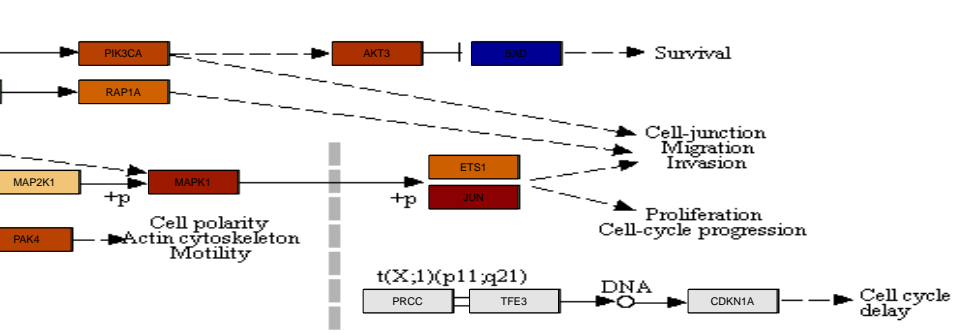 PIK3CA
AKT3
BAD
Survival
RAP1A
Cell-junction
Migration
Invasion
ETS1
MAP2K1
MAPK1
+p
+p
JUN
Proliferation
Cell-cycle progression
PAK4
Cell polarity
Actin cytoskeleton
Motility
t(X;1)(p11;q21)
DNA
PRCC
TFE3
CDKN1A
Cell cycle
delay